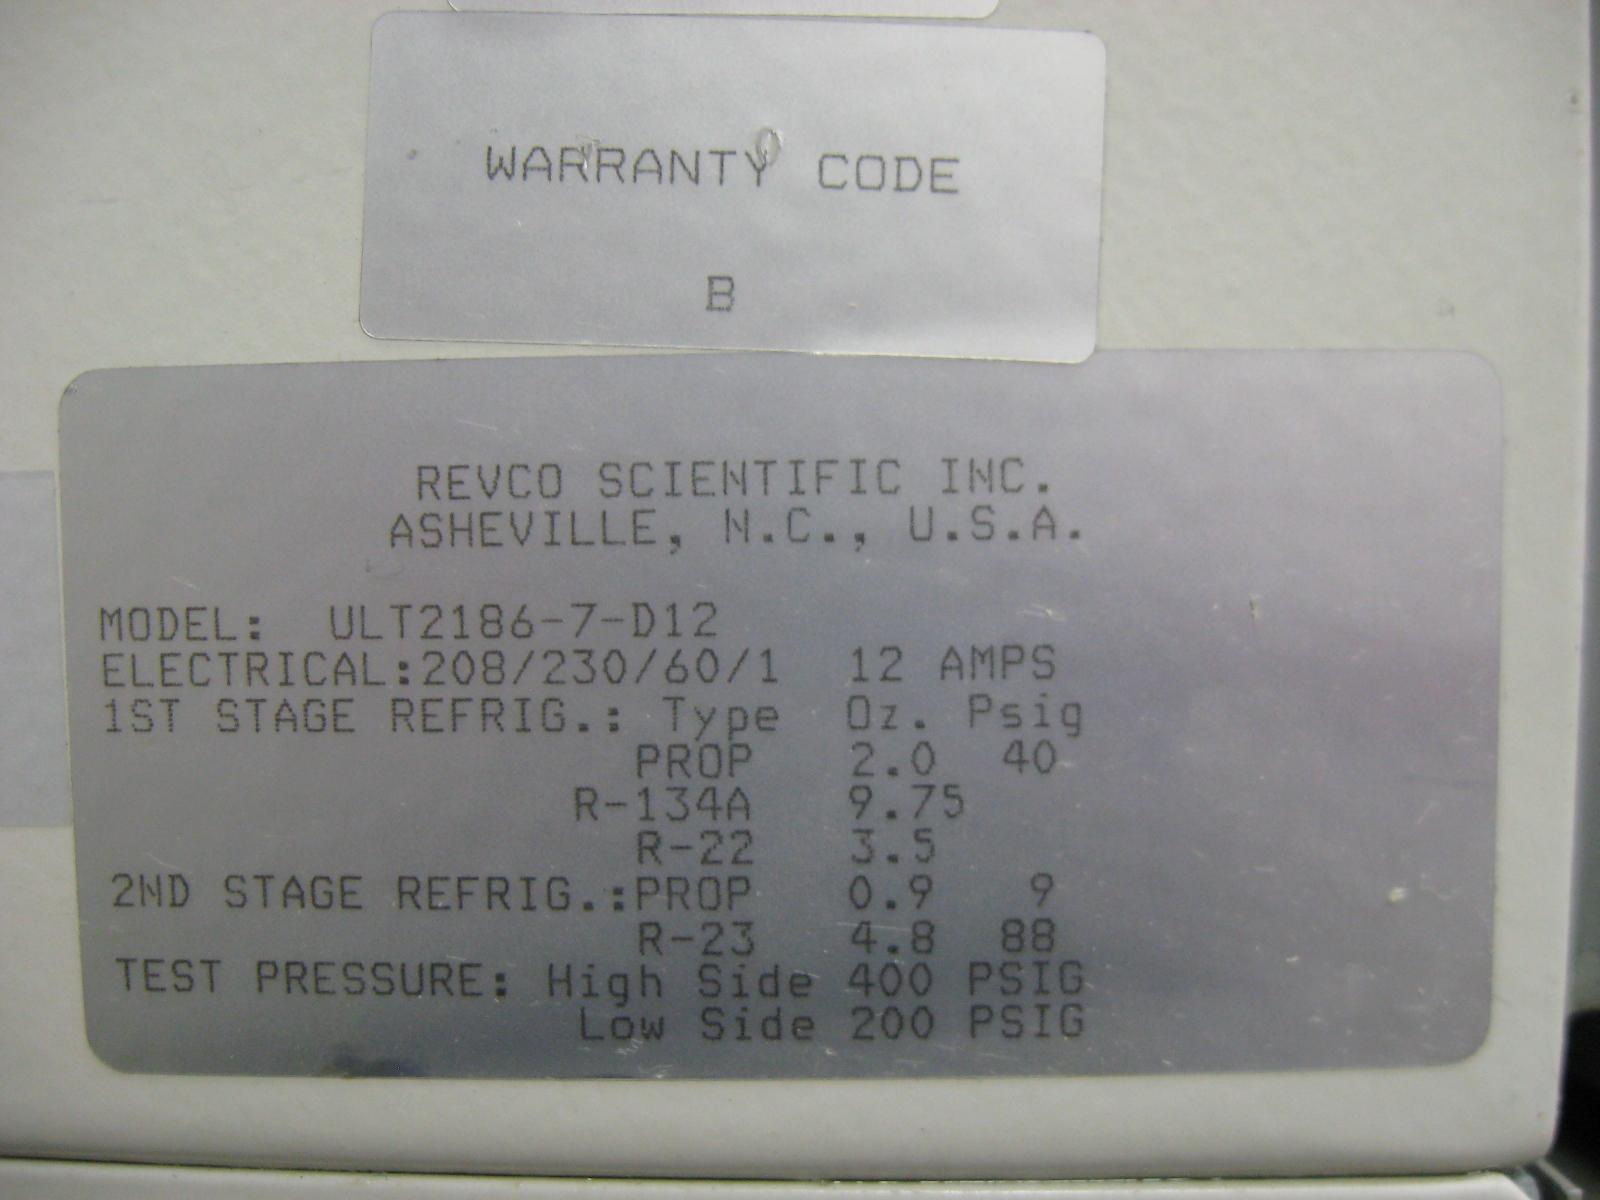 WARRANTY CODE
B
REVCO SCIENTIFIC INC.
ASHEVILLE, N.C., U.S.A.
MODEL: ULT2186-7-D12
ELECTRICAL:208/230/60/1 12 AMPS
1ST STAGE REFRIG.: Type Oz. Psig
PROP 2.0 40
R-134A 9.75
R-22 3.5
2ND STAGE REFRIG.:PROP 0.9 9
R-23 4.8 88
TEST PRESSURE: High Side 400 PSIG
Low Side 200 PSIG